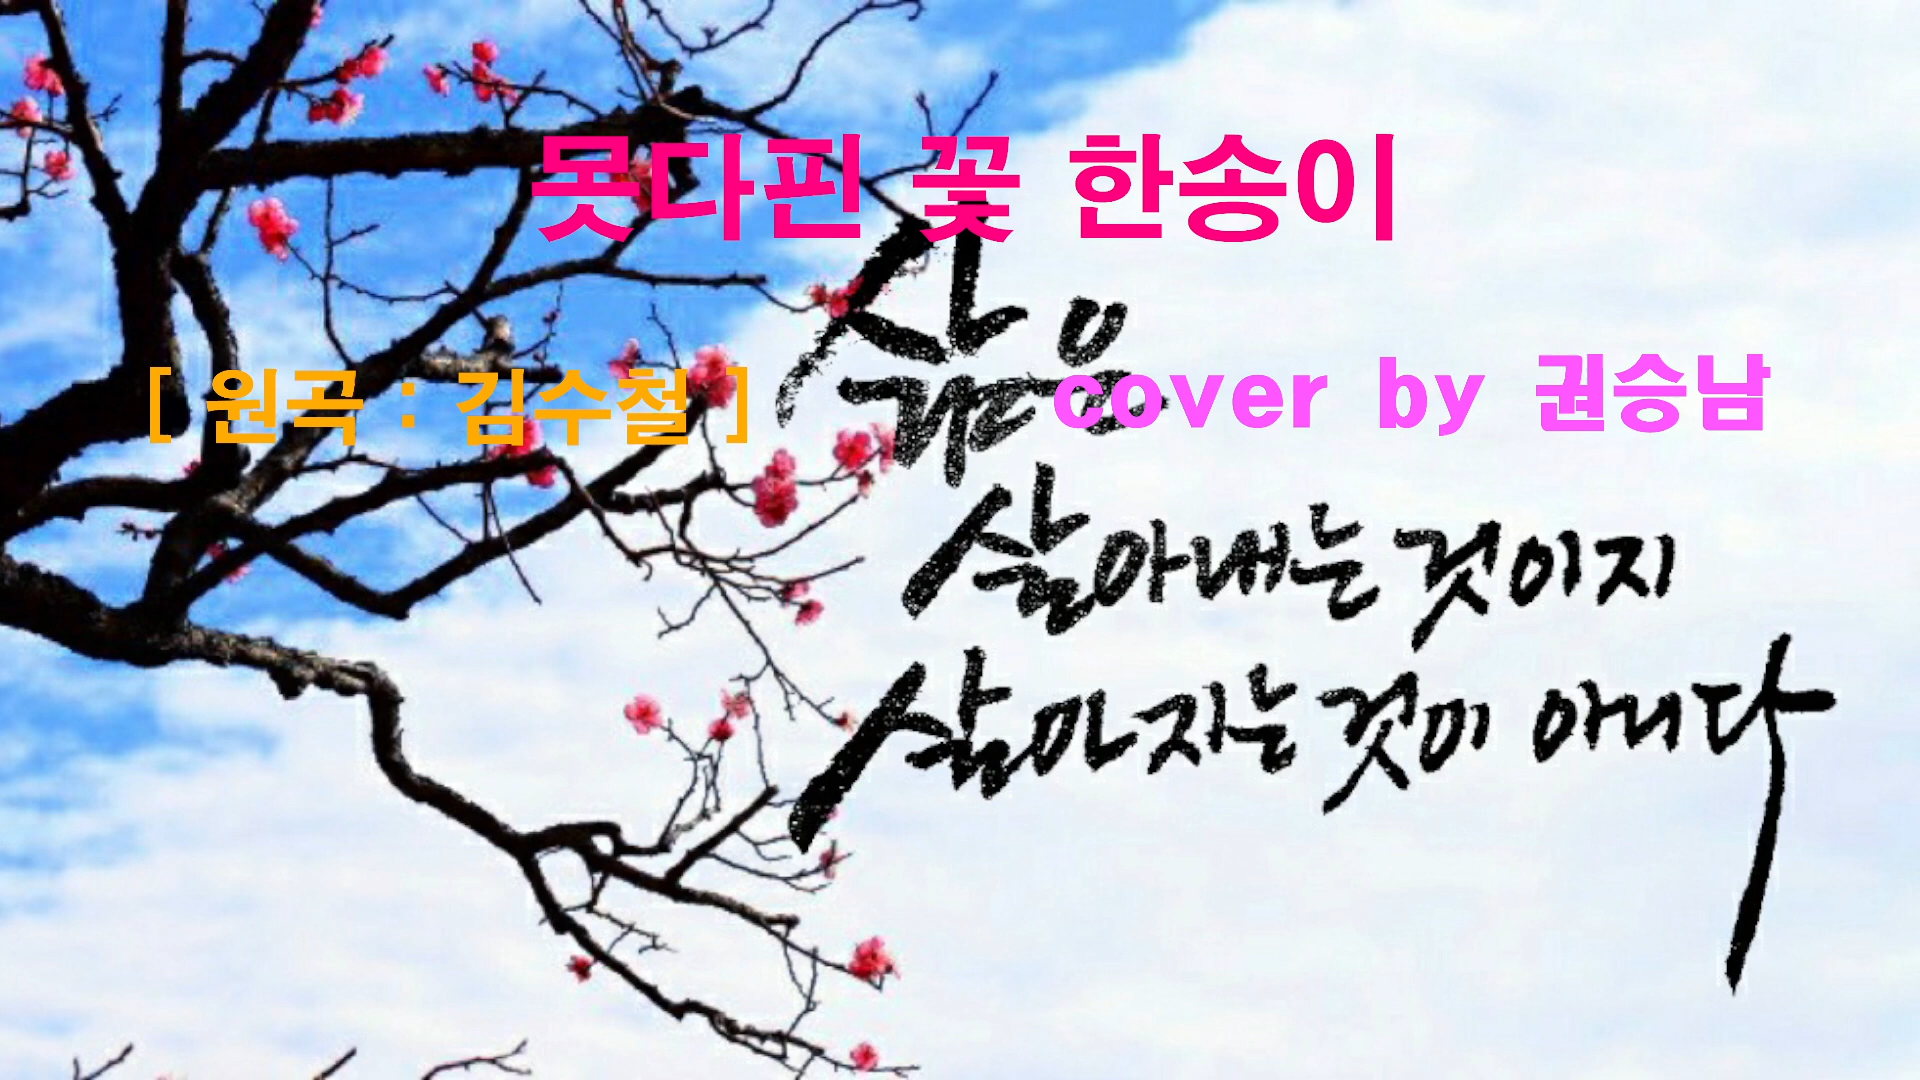 못다핀 꽃 한송이
[ 원곡 : 김수철 ]
cover by 권승남
삶은
살아내는 것이지
살아지는 것이 아니다